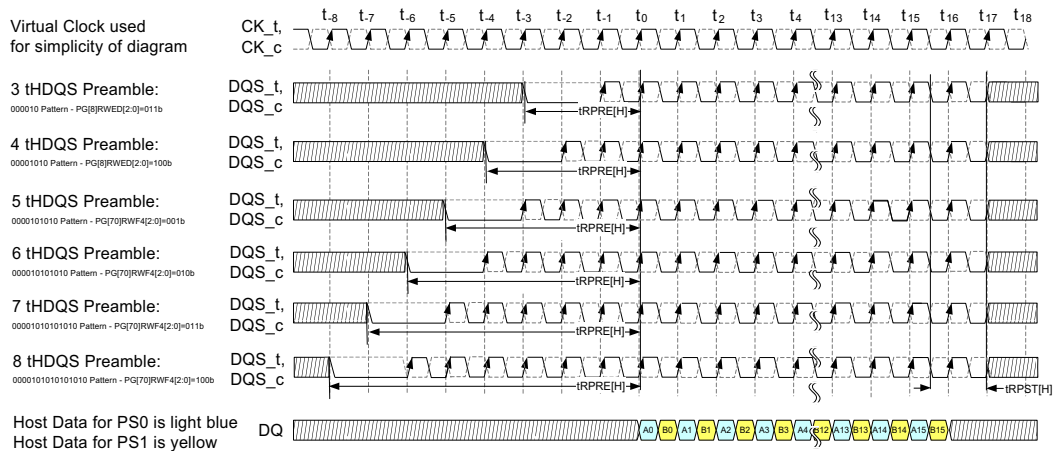 Virtual Clock used
for simplicity of diagram
CK_t,
CK_c
t-8 t-7 t-6 t-5 t-4 t-3 t-2 t-1 t0 t1 t2 t3 t4 t13 t14 t15 t16 t17 t18
3 tHDQS Preamble:
000010 Pattern - PG[8]RWED[2:0]=011b
DQS_t,
DQS_c
tRPRE[H]
4 tHDQS Preamble:
00001010 Pattern - PG[8]RWED[2:0]=100b
DQS_t,
DQS_c
tRPRE[H]
5 tHDQS Preamble:
0000101010 Pattern - PG[70]RWF4[2:0]=001b
DQS_t,
DQS_c
tRPRE[H]
6 tHDQS Preamble:
000010101010 Pattern - PG[70]RWF4[2:0]=010b
DQS_t,
DQS_c
tRPRE[H]
7 tHDQS Preamble:
00001010101010 Pattern - PG[70]RWF4[2:0]=011b
DQS_t,
DQS_c
tRPRE[H]
8 tHDQS Preamble:
0000101010101010 Pattern - PG[70]RWF4[2:0]=100b
DQS_t,
DQS_c
tRPRE[H]
tRPST[H]
Host Data for PS0 is light blue
Host Data for PS1 is yellow
DQ
A0 B0 A1 B1 A2 B2 A3 B3 A4 B12 A13 B13 A14 B14 A15 B15